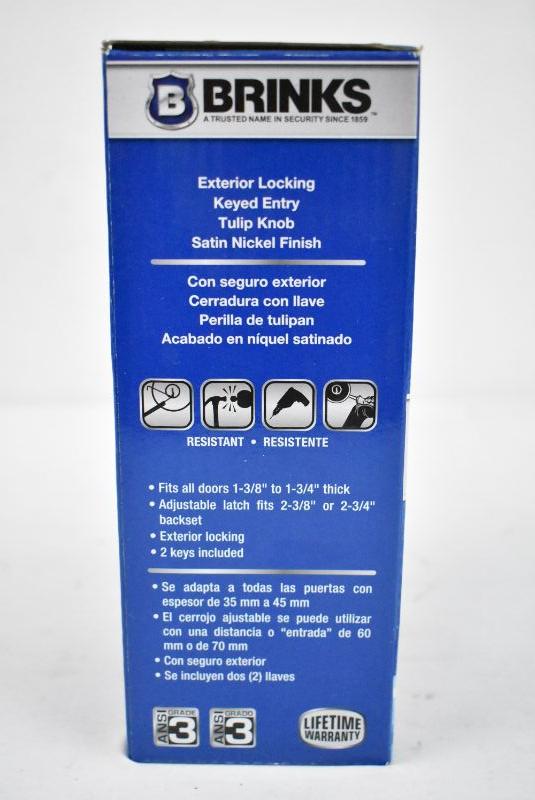 B BRINKS™
A TRUSTED NAME IN SECURITY SINCE 1859
Exterior Locking
Keyed Entry
Tulip Knob
Satin Nickel Finish
Con seguro exterior
Cerradura con llave
Perilla de tulipan
Acabado en níquel satinado
RESISTANT • RESISTENTE
• Fits all doors 1-3/8" to 1-3/4" thick
• Adjustable latch fits 2-3/8" or 2-3/4"
backset
• Exterior locking
• 2 keys included
• Se adapta a todas las puertas con
espesor de 35 mm a 45 mm
• El cerrojo ajustable se puede utilizar
con una distancia o “entrada” de 60
mm o de 70 mm
• Con seguro exterior
• Se incluyen dos (2) llaves
ANSI GRADE 3
ANSI GRADO 3
LIFETIME
WARRANTY